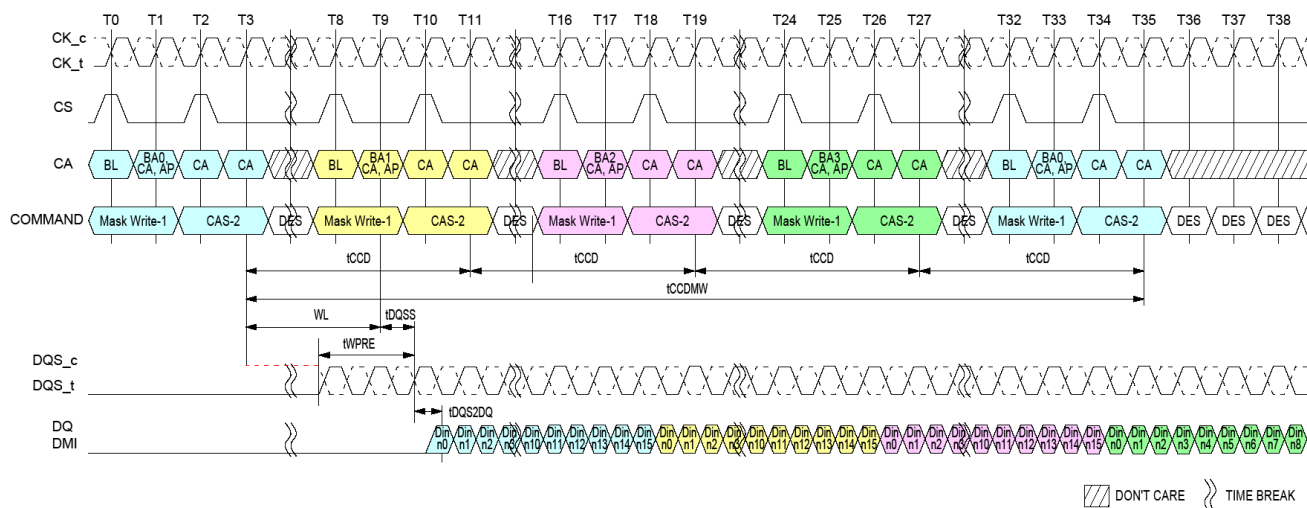 T0 T1 T2 T3 T8 T9 T10 T11 T16 T17 T18 T19 T24 T25 T26 T27 T32 T33 T34 T35 T36 T37 T38
CK_c
CK_t
CS
CA BL BA0, CA, AP CA CA BL BA1 CA, AP CA CA BL BA2 CA, AP CA CA BL BA3 CA, AP CA CA BL BA0, CA, AP CA CA
COMMAND Mask Write-1 CAS-2 DES Mask Write-1 CAS-2 DES Mask Write-1 CAS-2 DES Mask Write-1 CAS-2 DES Mask Write-1 CAS-2 DES DES DES
tCCD tCCD tCCD tCCD
tCCDMW
WL tDQSS
tWPRE
DQS_c
DQS_t
tDQS2DQ
DQ
DMI
Din Din Din Din Din Din Din Din Din Din Din Din Din Din Din Din Din Din Din Din Din Din Din Din Din Din Din Din Din Din Din Din Din Din Din Din Din Din Din
n0 n1 n2 n3 n10 n11 n12 n13 n14 n15 n0 n1 n2 n3 n10 n11 n12 n13 n14 n15 n0 n1 n2 n3 n10 n11 n12 n13 n14 n15 n0 n1 n2 n3 n4 n5 n6 n7 n8
DON'T CARE TIME BREAK